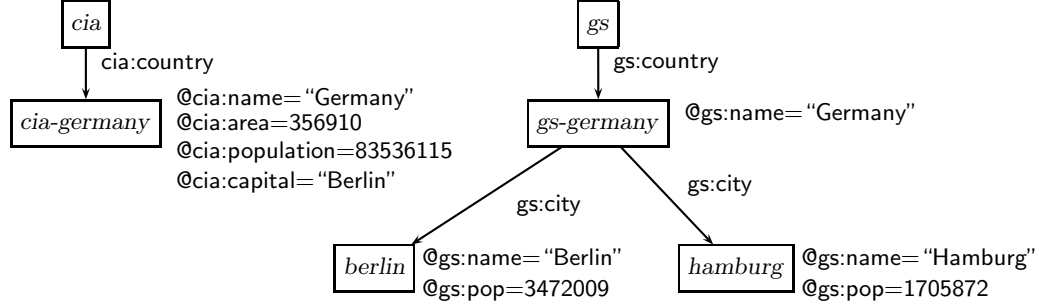 cia
gs
cia:country
gs:country
cia-germany
@cia:name=“Germany”
@cia:area=356910
@cia:population=83536115
@cia:capital=“Berlin”
gs-germany
@gs:name=“Germany”
gs:city
gs:city
berlin
@gs:name=“Berlin”
@gs:pop=3472009
hamburg
@gs:name=“Hamburg”
@gs:pop=1705872